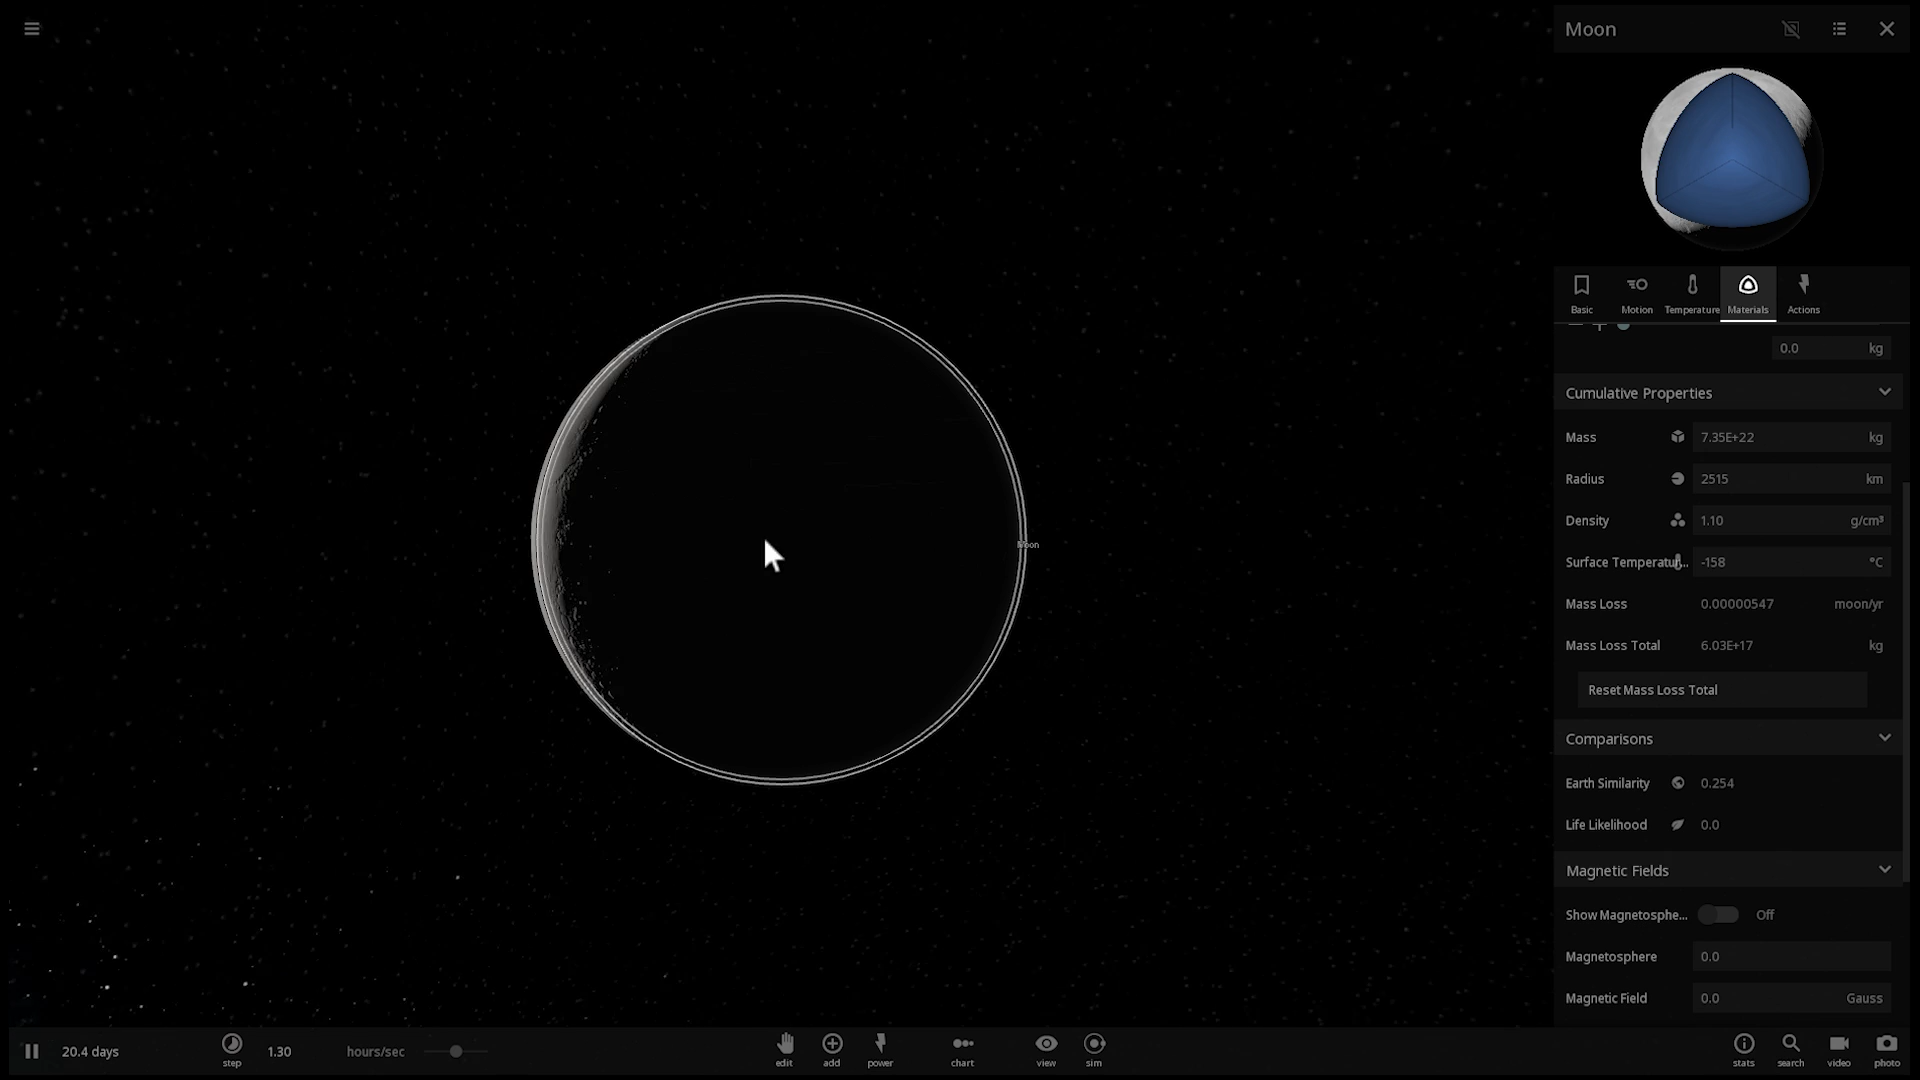 Moon
Basic
Motion
Temperature
Materials
Actions
0.0 kg
Cumulative Properties
Mass 7.35E+22 kg
Radius 2515 km
Density 1.10 g/cm³
Surface Temperatur... -158 °C
Mass Loss 0.00000547 moon/yr
Mass Loss Total 6.03E+17 kg
Reset Mass Loss Total
Comparisons
Earth Similarity 0.254
Life Likelihood 0.0
Magnetic Fields
Show Magnetosphe... Off
Magnetosphere 0.0
Magnetic Field 0.0 Gauss
Moon
20.4 days
step
1.30 hours/sec
edit
add
power
chart
view
sim
stats
search
video
photo